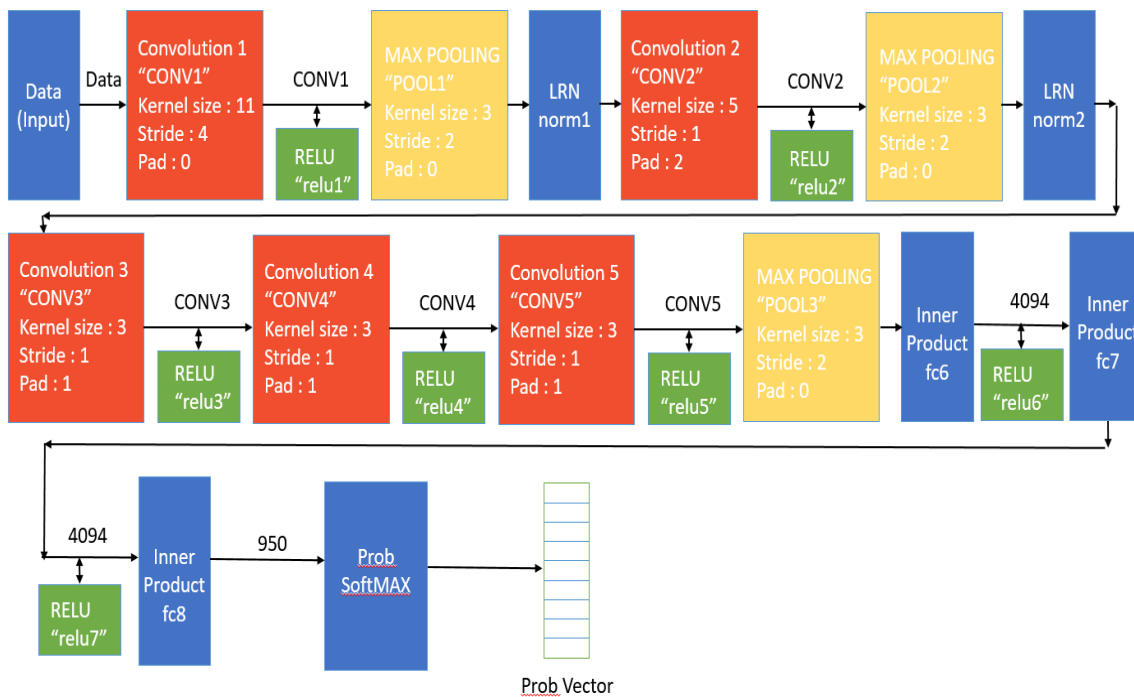 Data
(Input)
Data
Convolution 1
“CONV1”
Kernel size : 11
Stride : 4
Pad : 0
CONV1
RELU
“relu1”
MAX POOLING
“POOL1”
Kernel size : 3
Stride : 2
Pad : 0
LRN
norm1
Convolution 2
“CONV2”
Kernel size : 5
Stride : 1
Pad : 2
CONV2
RELU
“relu2”
MAX POOLING
“POOL2”
Kernel size : 3
Stride : 2
Pad : 0
LRN
norm2
Convolution 3
“CONV3”
Kernel size : 3
Stride : 1
Pad : 1
CONV3
RELU
“relu3”
Convolution 4
“CONV4”
Kernel size : 3
Stride : 1
Pad : 1
CONV4
RELU
“relu4”
Convolution 5
“CONV5”
Kernel size : 3
Stride : 1
Pad : 1
CONV5
RELU
“relu5”
MAX POOLING
“POOL3”
Kernel size : 3
Stride : 2
Pad : 0
Inner
Product
fc6
4094
RELU
“relu6”
Inner
Product
fc7
4094
RELU
“relu7”
Inner
Product
fc8
950
Prob
SoftMAX
Prob Vector